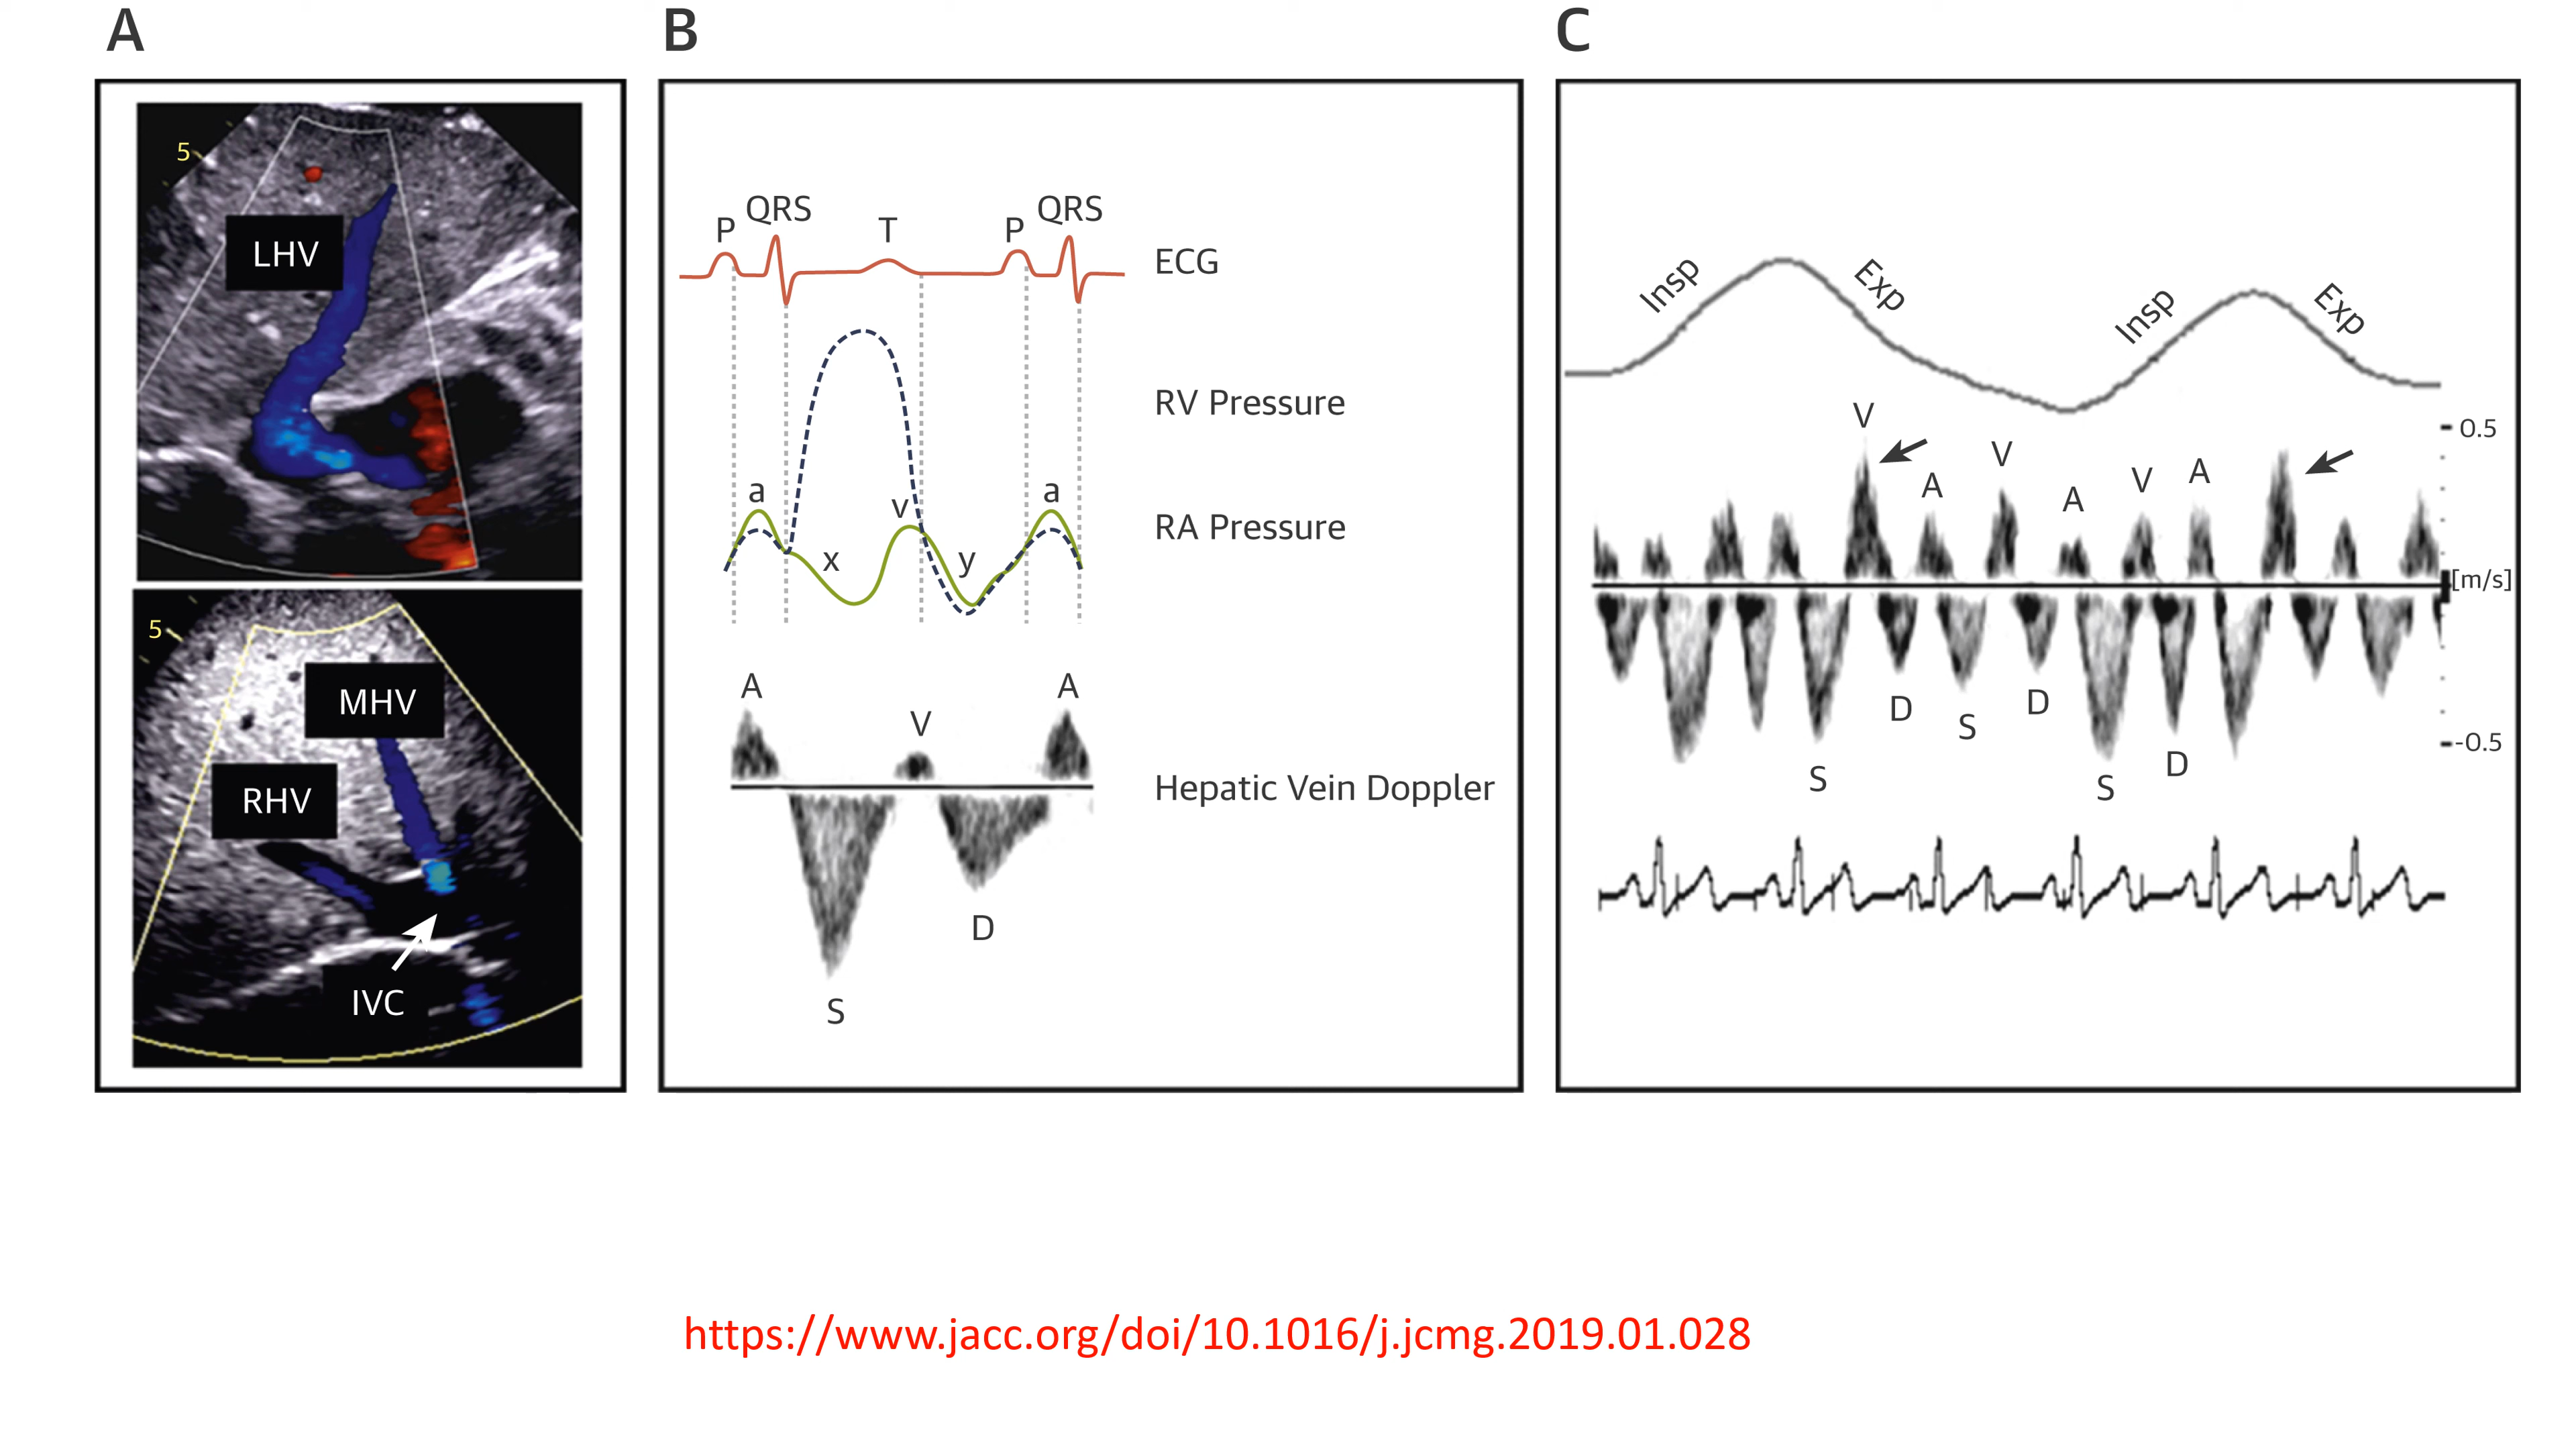 A
5
LHV
5
MHV
RHV
IVC
B
P QRS T P QRS
ECG
RV Pressure
a v a
RA Pressure
x y
A V A
Hepatic Vein Doppler
D
S
C
Insp Exp Insp Exp
V
0.5
V
A A V A
[m/s]
D S D
-0.5
S S D
https://www.jacc.org/doi/10.1016/j.jcmg.2019.01.028